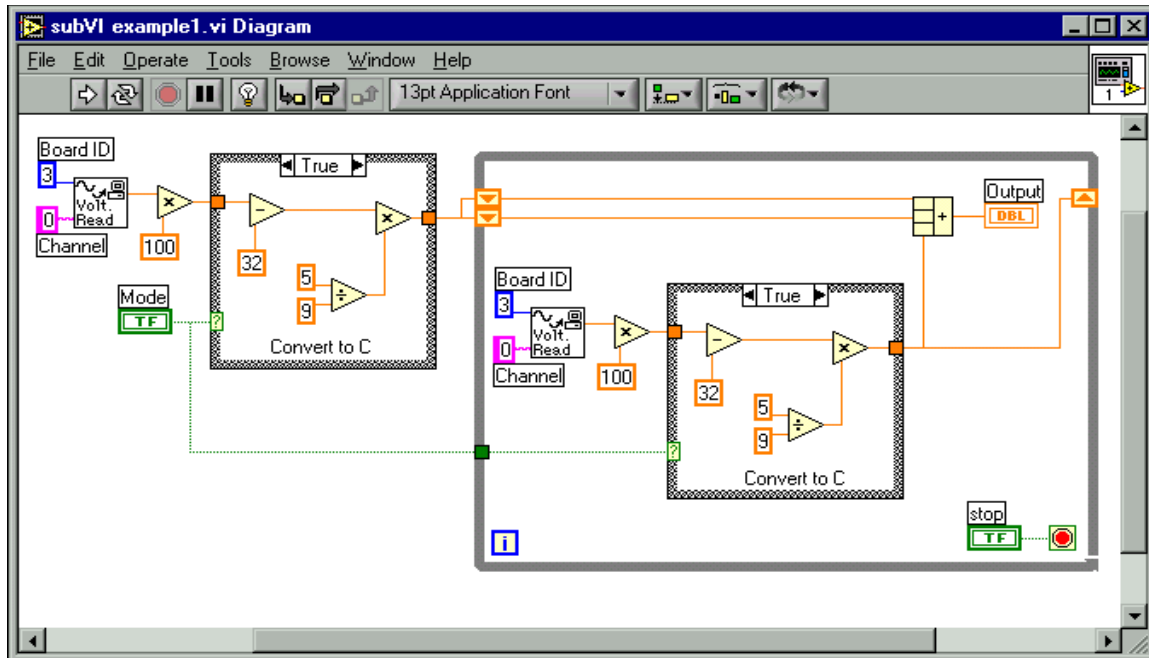 subVI example1.vi Diagram
File Edit Operate Tools Browse Window Help
13pt Application Font
1
Board ID
3
Volt.
Read
0
Channel
×
100
True
−
32
×
5
9
÷
Convert to C
Mode
TF
?
+
Output
DBL
Board ID
3
Volt.
Read
0
Channel
×
100
True
−
32
×
5
9
÷
?
Convert to C
i
stop
TF